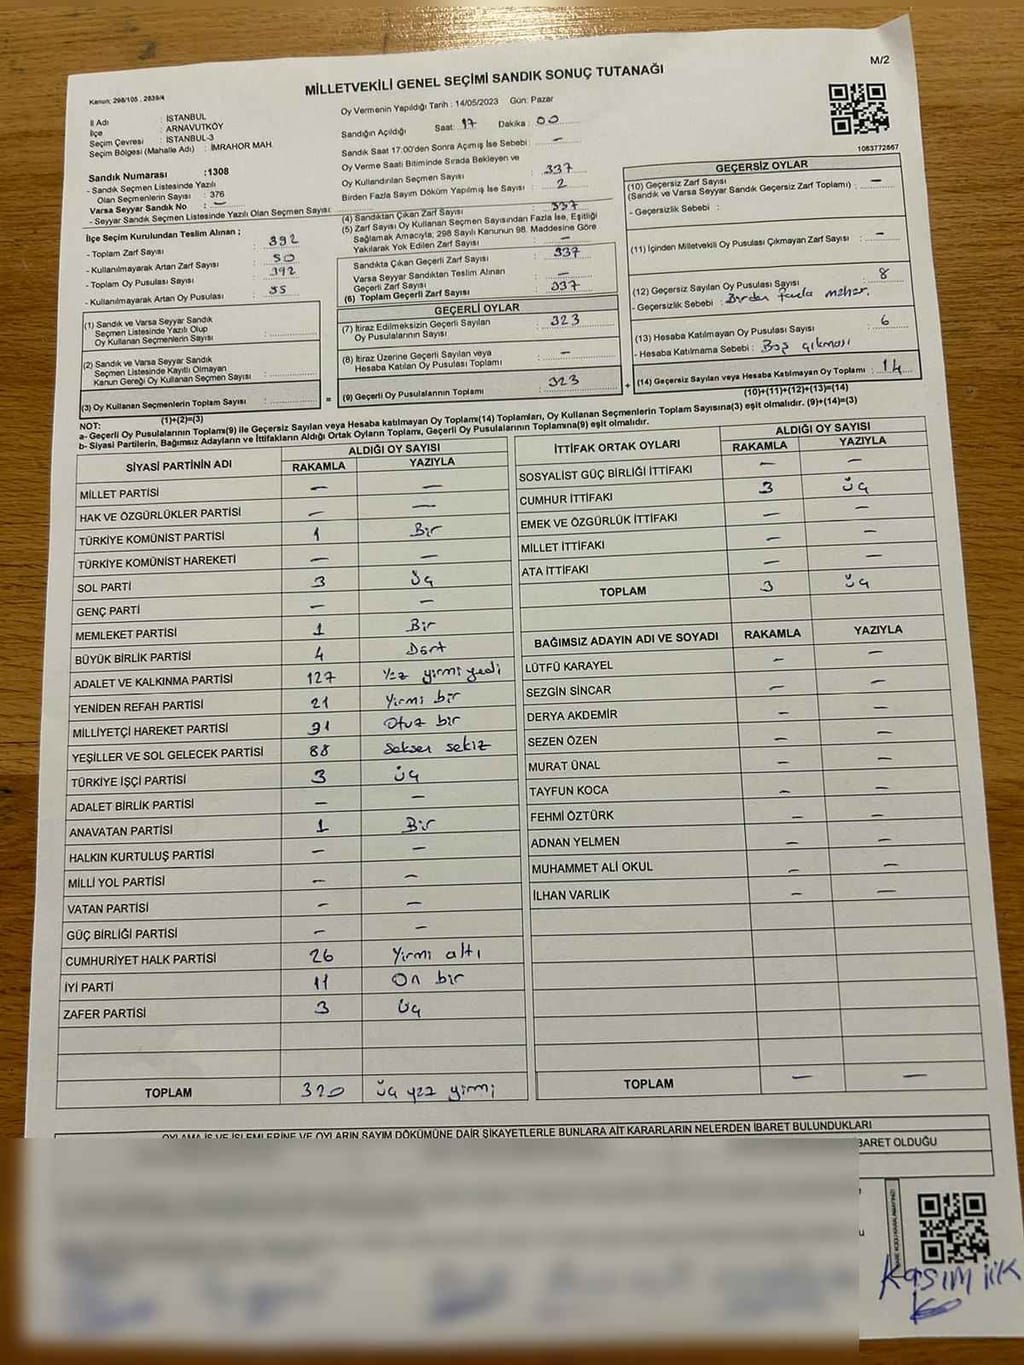 M/2
MİLLETVEKİLİ GENEL SEÇİMİ SANDIK SONUÇ TUTANAĞI
Kanun: 298/105 , 2839/4
Oy Vermenin Yapıldığı Tarih : 14/05/2023 Gün: Pazar
İl Adı : İSTANBUL
İlçe : ARNAVUTKÖY
Seçim Çevresi : İSTANBUL-3
Seçim Bölgesi (Mahalle Adı) : İMRAHOR MAH.
Sandık Numarası :1308
- Sandık Seçmen Listesinde Yazılı
Olan Seçmenlerin Sayısı : 376
Varsa Seyyar Sandık No : —
- Seyyar Sandık Seçmen Listesinde Yazılı Olan Seçmen Sayısı:
Sandığın Açıldığı Saat: 17 Dakika : 00
Sandık Saat 17:00'den Sonra Açımış İse Sebebi : —
Oy Verme Saati Bitiminde Sırada Bekleyen ve
Oy Kullandırılan Seçmen Sayısı : 337
Birden Fazla Sayım Döküm Yapılmış İse Sayısı : 2
1083772667
İlçe Seçim Kurulundan Teslim Alınan ;
- Toplam Zarf Sayısı : 392
- Kullanılmayarak Artan Zarf Sayısı : 50
- Toplam Oy Pusulası Sayısı : 392
- Kullanılmayarak Artan Oy Pusulası : 55
(1) Sandık ve Varsa Seyyar Sandık
Seçmen Listesinde Yazılı Olup
Oy Kullanan Seçmenlerin Sayısı :
(2) Sandık ve Varsa Seyyar Sandık
Seçmen Listesinde Kayıtlı Olmayan
Kanun Gereği Oy Kullanan Seçmen Sayısı :
(3) Oy Kullanan Seçmenlerin Toplam Sayısı :
(1)+(2)=(3)
(4) Sandıktan Çıkan Zarf Sayısı : 337
(5) Zarf Sayısı Oy Kullanan Seçmen Sayısından Fazla İse, Eşitliği
Sağlamak Amacıyla; 298 Sayılı Kanunun 98. Maddesine Göre
Yakılarak Yok Edilen Zarf Sayısı : —
Sandıkta Çıkan Geçerli Zarf Sayısı : 337
Varsa Seyyar Sandıktan Teslim Alınan
Geçerli Zarf Sayısı : —
(6) Toplam Geçerli Zarf Sayısı : 337
GEÇERLİ OYLAR
(7) İtiraz Edilmeksizin Geçerli Sayılan
Oy Pusulalarının Sayısı : 323
(8) İtiraz Üzerine Geçerli Sayılan veya
Hesaba Katılan Oy Pusulası Toplamı : —
(9) Geçerli Oy Pusulalarının Toplamı : 323
GEÇERSİZ OYLAR
(10) Geçersiz Zarf Sayısı
(Sandık ve Varsa Seyyar Sandık Geçersiz Zarf Toplamı) : —
- Geçersizlik Sebebi :
(11) İçinden Milletvekili Oy Pusulası Çıkmayan Zarf Sayısı : —
(12) Geçersiz Sayılan Oy Pusulası Sayısı : 8
- Geçersizlik Sebebi : Birden fazla mühür.
(13) Hesaba Katılmayan Oy Pusulası Sayısı : 6
- Hesaba Katılmama Sebebi : Boş çıkması
(14) Geçersiz Sayılan veya Hesaba Katılmayan Oy Toplamı : 14
(10)+(11)+(12)+(13)=(14)
NOT:
a- Geçerli Oy Pusulalarının Toplamı(9) ile Geçersiz Sayılan veya Hesaba katılmayan Oy Toplam(14) Toplamları, Oy Kullanan Seçmenlerin Toplam Sayısına(3) eşit olmalıdır. (9)+(14)=(3)
b- Siyasi Partilerin, Bağımsız Adayların ve İttifakların Aldığı Ortak Oyların Toplamı, Geçerli Oy Pusulalarının Toplamına(9) eşit olmalıdır.
SİYASİ PARTİNİN ADI ALDIĞI OY SAYISI
RAKAMLA YAZIYLA
MİLLET PARTİSİ — —
HAK VE ÖZGÜRLÜKLER PARTİSİ — —
TÜRKİYE KOMÜNİST PARTİSİ 1 Bir
TÜRKİYE KOMÜNİST HAREKETİ — —
SOL PARTİ 3 Üç
GENÇ PARTİ — —
MEMLEKET PARTİSİ 1 Bir
BÜYÜK BİRLİK PARTİSİ 4 Dört
ADALET VE KALKINMA PARTİSİ 127 Yüz yirmi yedi
YENİDEN REFAH PARTİSİ 21 Yirmi bir
MİLLİYETÇİ HAREKET PARTİSİ 31 Otuz bir
YEŞİLLER VE SOL GELECEK PARTİSİ 88 Seksen sekiz
TÜRKİYE İŞÇİ PARTİSİ 3 Üç
ADALET BİRLİK PARTİSİ — —
ANAVATAN PARTİSİ 1 Bir
HALKIN KURTULUŞ PARTİSİ — —
MİLLİ YOL PARTİSİ — —
VATAN PARTİSİ — —
GÜÇ BİRLİĞİ PARTİSİ — —
CUMHURİYET HALK PARTİSİ 26 Yirmi altı
İYİ PARTİ 11 On bir
ZAFER PARTİSİ 3 Üç
TOPLAM 320 Üç yüz yirmi
İTTİFAK ORTAK OYLARI ALDIĞI OY SAYISI
RAKAMLA YAZIYLA
SOSYALİST GÜÇ BİRLİĞİ İTTİFAKI — —
CUMHUR İTTİFAKI 3 Üç
EMEK VE ÖZGÜRLÜK İTTİFAKI — —
MİLLET İTTİFAKI — —
ATA İTTİFAKI — —
TOPLAM 3 Üç
BAĞIMSIZ ADAYIN ADI VE SOYADI RAKAMLA YAZIYLA
LÜTFÜ KARAYEL — —
SEZGİN SİNCAR — —
DERYA AKDEMİR — —
SEZEN ÖZEN — —
MURAT ÜNAL — —
TAYFUN KOCA — —
FEHMİ ÖZTÜRK — —
ADNAN YELMEN — —
MUHAMMET ALİ OKUL — —
İLHAN VARLIK — —
TOPLAM — —
OYLAMA İŞ VE İŞLEMLERİNE VE OYLARIN SAYIM DÖKÜMÜNE DAİR ŞİKAYETLERLE BUNLARA AİT KARARLARIN NELERDEN İBARET BULUNDUKLARI
BARET OLDUĞU
Kasım